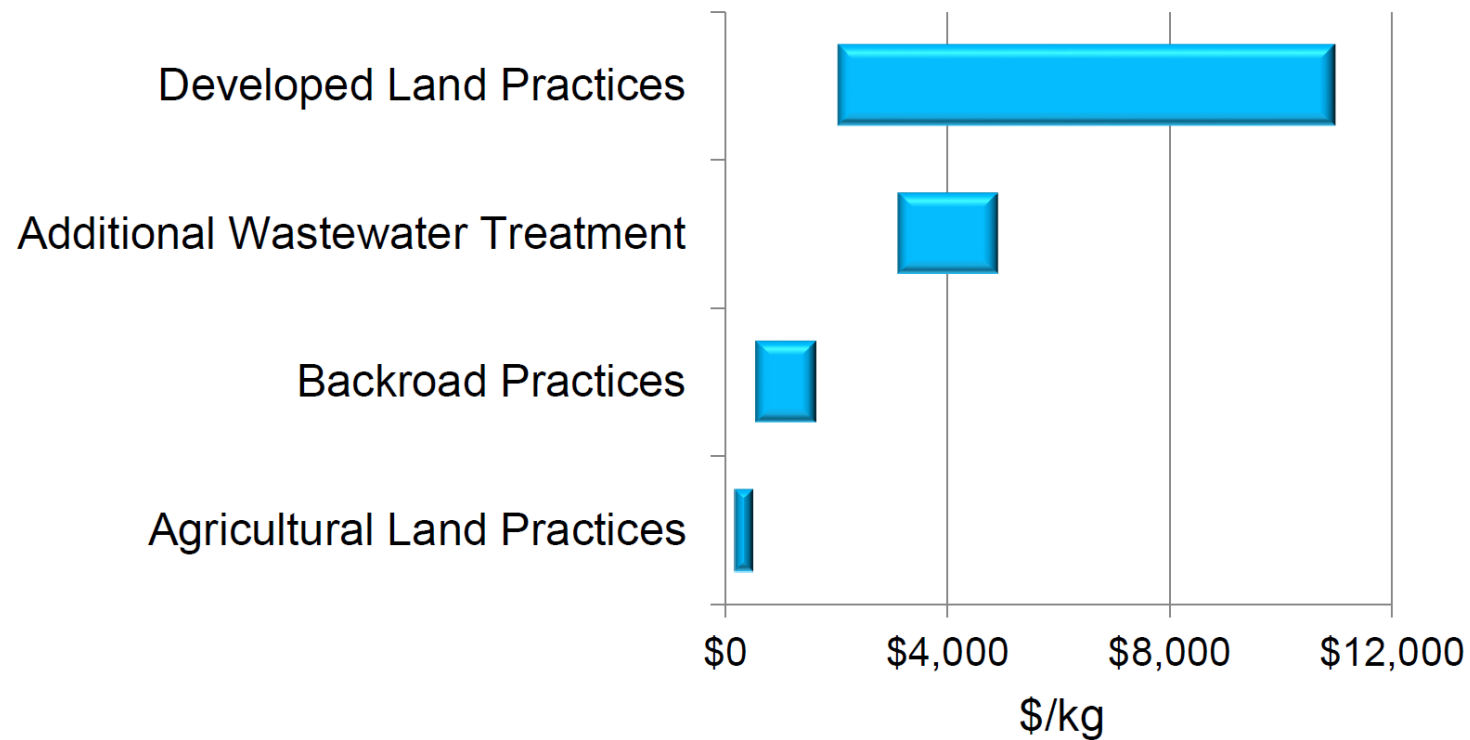 Developed Land Practices
Additional Wastewater Treatment
Backroad Practices
Agricultural Land Practices
$0 $4,000 $8,000 $12,000
$/kg